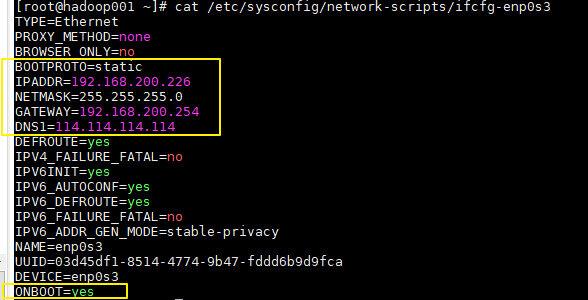 [root@hadoop001 ~]# cat /etc/sysconfig/network-scripts/ifcfg-enp0s3
TYPE=Ethernet
PROXY_METHOD=none
BROWSER_ONLY=no
BOOTPROTO=static
IPADDR=192.168.200.226
NETMASK=255.255.255.0
GATEWAY=192.168.200.254
DNS1=114.114.114.114
DEFROUTE=yes
IPV4_FAILURE_FATAL=no
IPV6INIT=yes
IPV6_AUTOCONF=yes
IPV6_DEFROUTE=yes
IPV6_FAILURE_FATAL=no
IPV6_ADDR_GEN_MODE=stable-privacy
NAME=enp0s3
UUID=03d45df1-8514-4774-9b47-fddd6b9d9fca
DEVICE=enp0s3
ONBOOT=yes